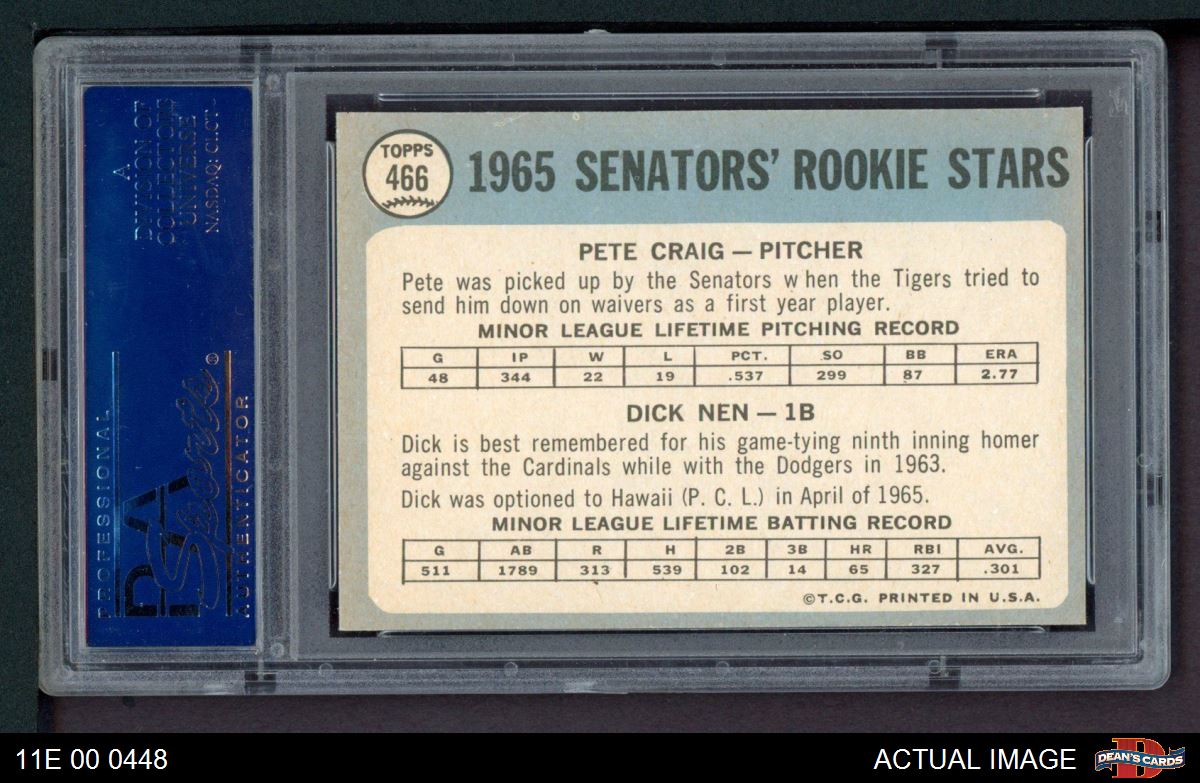 A
DIVISION OF
COLLECTORS
UNIVERSE
NASDAQ: CLCT
PROFESSIONAL
PSA
Sports
®
AUTHENTICATOR
TOPPS
466
1965 SENATORS' ROOKIE STARS
PETE CRAIG — PITCHER
Pete was picked up by the Senators w hen the Tigers tried to
send him down on waivers as a first year player.
MINOR LEAGUE LIFETIME PITCHING RECORD
G IP W L PCT. SO BB ERA
48 344 22 19 .537 299 87 2.77
DICK NEN — 1B
Dick is best remembered for his game-tying ninth inning homer
against the Cardinals while with the Dodgers in 1963.
Dick was optioned to Hawaii (P. C. L.) in April of 1965.
MINOR LEAGUE LIFETIME BATTING RECORD
G AB R H 2B 3B HR RBI AVG.
511 1789 313 539 102 14 65 327 .301
©T.C.G. PRINTED IN U.S.A.
11E 00 0448
ACTUAL IMAGE
D
DEAN'S CARDS